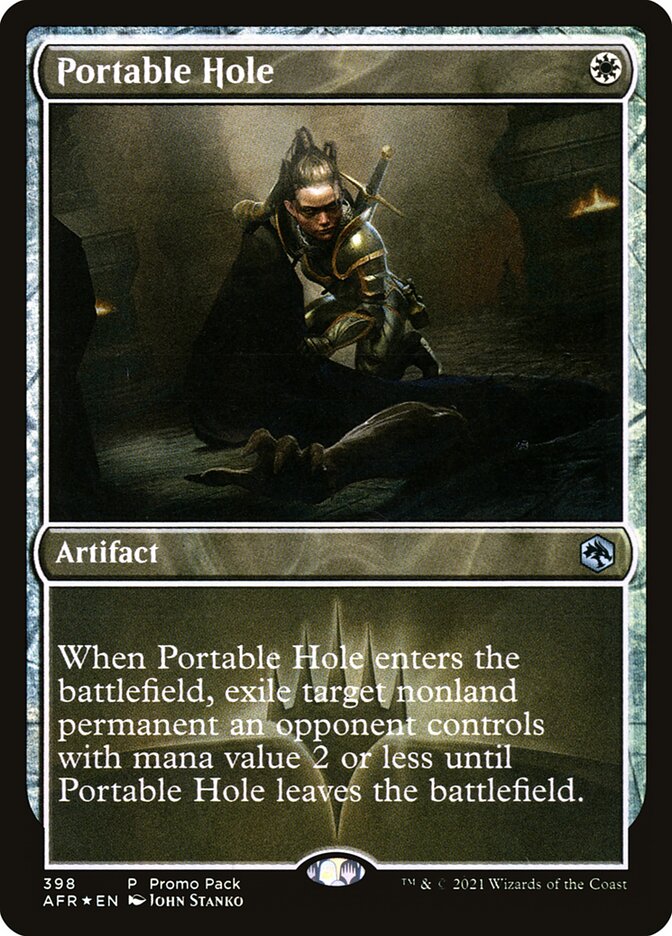 Portable Hole
Artifact
When Portable Hole enters the
battlefield, exile target nonland
permanent an opponent controls
with mana value 2 or less until
Portable Hole leaves the battlefield.
398 P Promo Pack
AFR★EN John Stanko
™ & © 2021 Wizards of the Coast